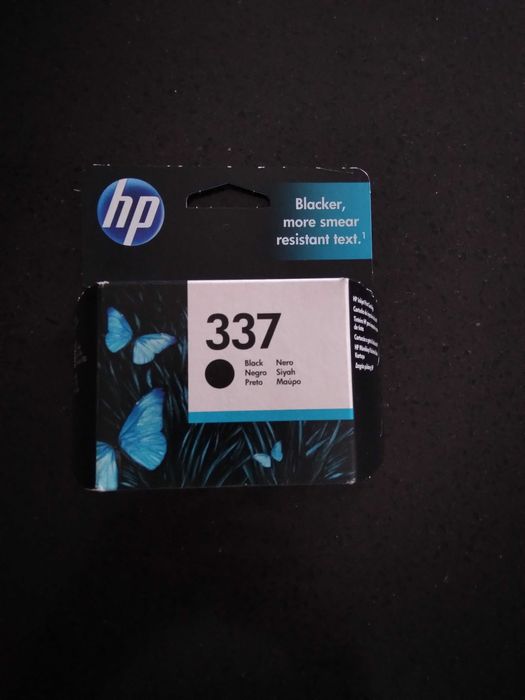 hp
Blacker,
more smear
resistant text.¹
337
Black Nero
Negro Siyah
Preto Μαύρο